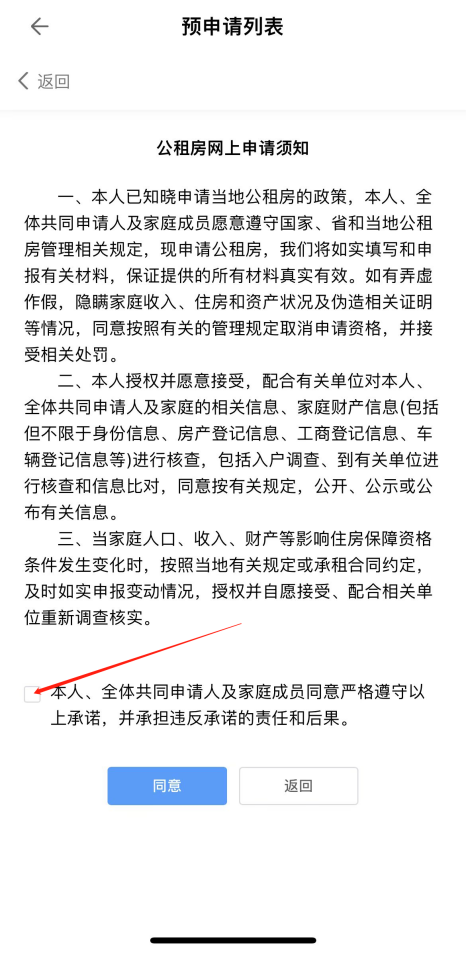 预申请列表
返回
公租房网上申请须知
一、本人已知晓申请当地公租房的政策，本人、全
体共同申请人及家庭成员愿意遵守国家、省和当地公租
房管理相关规定，现申请公租房，我们将如实填写和申
报有关材料，保证提供的所有材料真实有效。如有弄虚
作假，隐瞒家庭收入、住房和资产状况及伪造相关证明
等情况，同意按照有关的管理规定取消申请资格，并接
受相关处罚。
二、本人授权并愿意接受，配合有关单位对本人、
全体共同申请人及家庭的相关信息、家庭财产信息(包括
但不限于身份信息、房产登记信息、工商登记信息、车
辆登记信息等)进行核查，包括入户调查、到有关单位进
行核查和信息比对，同意按有关规定，公开、公示或公
布有关信息。
三、当家庭人口、收入、财产等影响住房保障资格
条件发生变化时，按照当地有关规定或承租合同约定，
及时如实申报变动情况，授权并自愿接受、配合相关单
位重新调查核实。
本人、全体共同申请人及家庭成员同意严格遵守以
上承诺，并承担违反承诺的责任和后果。
同意
返回